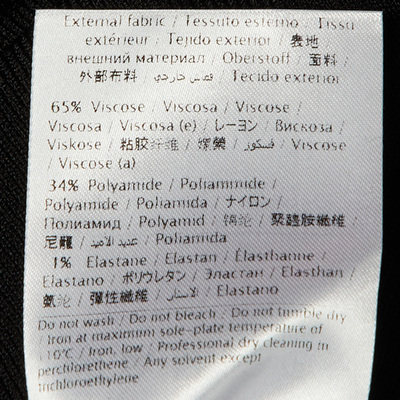 External fabric / Tessuto esterno / Tissu
extérieur / Tejido exterior / 表地
внешний материал / Oberstoff / 面料
外部布料 / Tecido exterior
65% Viscose / Viscosa / Viscose /
Viscosa / Viscosa (e) / レーヨン / Вискоза /
Viskose / 粘胶纤维 / 嫘縈 / فسكوز / Viscose
/ Viscose (a)
34% Polyamide / Poliammide /
Polyamide / Poliamida / ナイロン /
Полиамид / Polyamid / 锦纶 / 聚醯胺纖維 /
尼龍 / Poliamida
1% Elastane / Elastan / Élasthanne /
Elastano / ポリウレタン / Эластан / Elasthan /
氨纶 / 彈性纖維 / Elastano
Do not wash / Do not bleach / Do not tumble dry
/ Iron at maximum sole-plate temperature of
110°C / Iron, low / Professional dry cleaning in
perchlorethene / Any solvent except
trichloroethylene